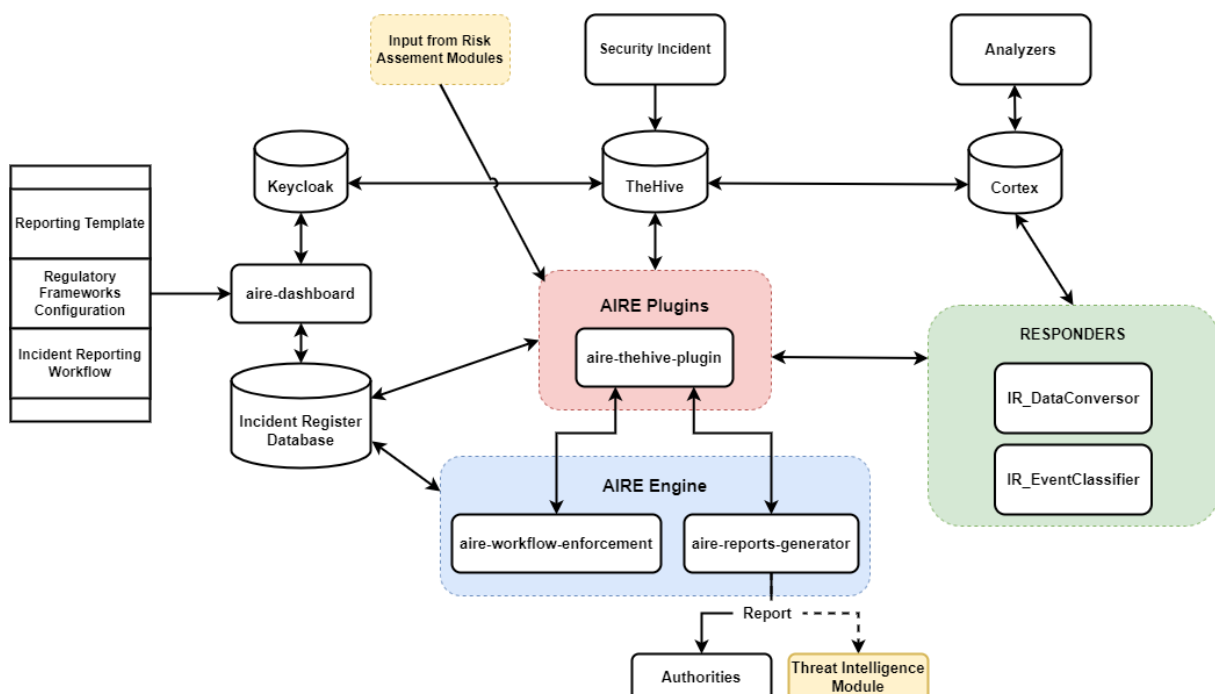 Input from Risk
Assement Modules
Security Incident
Analyzers
Keycloak
TheHive
Cortex
Reporting Template
Regulatory
Frameworks
Configuration
Incident Reporting
Workflow
aire-dashboard
AIRE Plugins
aire-thehive-plugin
RESPONDERS
IR_DataConversor
IR_EventClassifier
Incident Register
Database
AIRE Engine
aire-workflow-enforcement
aire-reports-generator
Report
Authorities
Threat Intelligence
Module